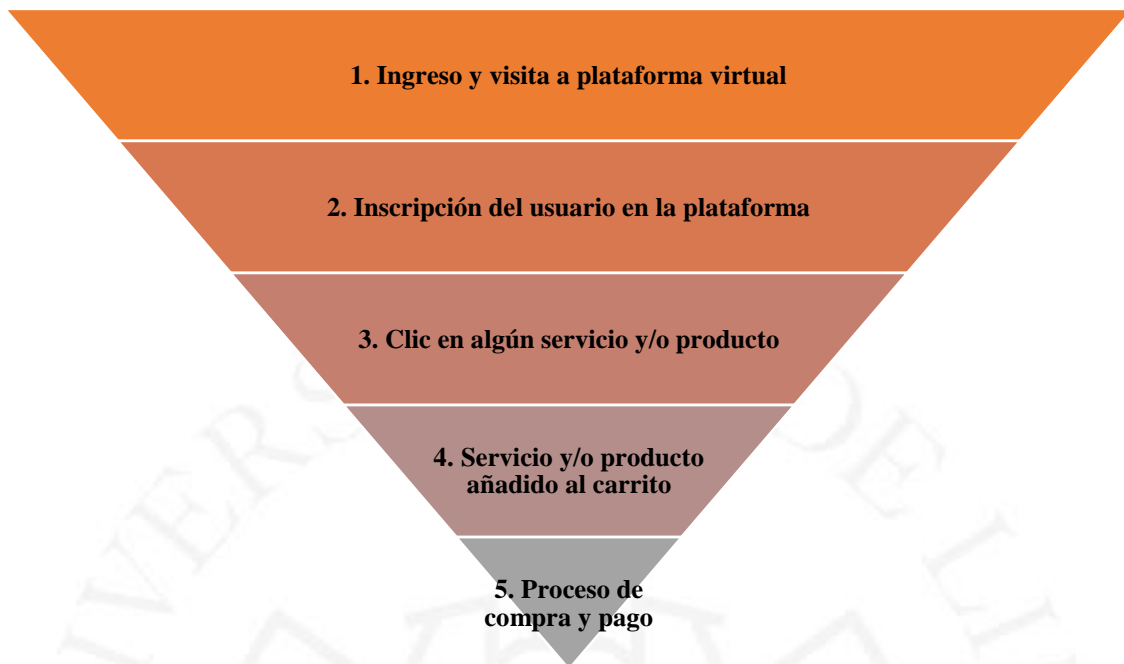 1. Ingreso y visita a plataforma virtual
2. Inscripción del usuario en la plataforma
3. Clic en algún servicio y/o producto
4. Servicio y/o producto
añadido al carrito
5. Proceso de
compra y pago